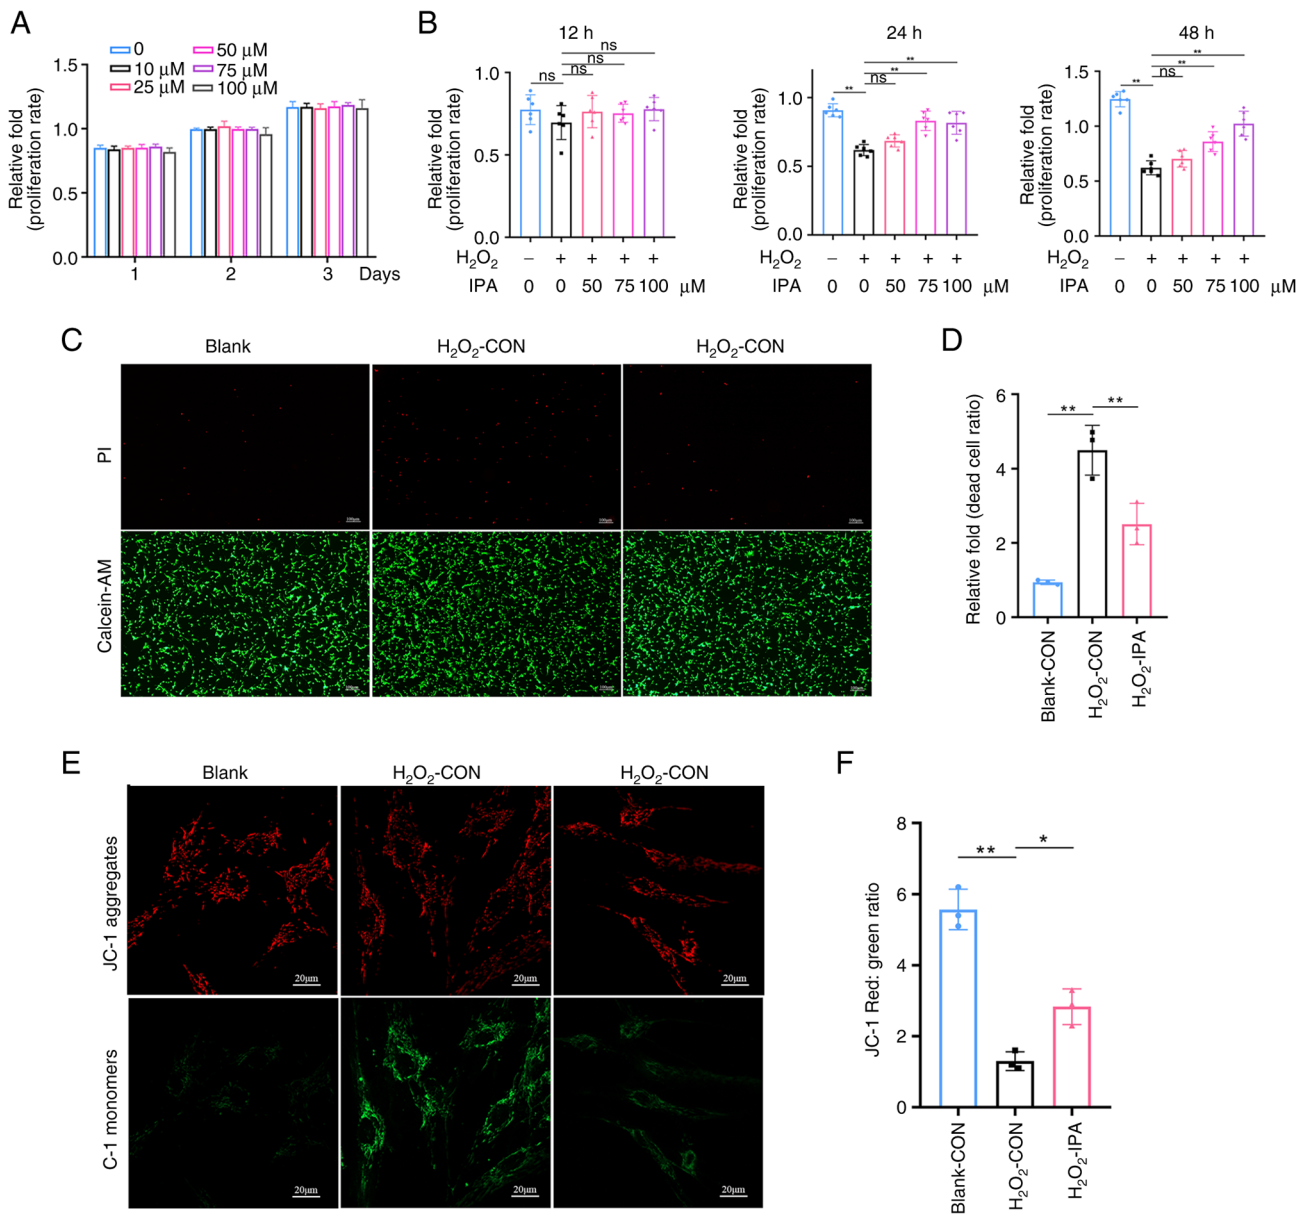 A
0
10 μM
25 μM
50 μM
75 μM
100 μM
Relative fold
(proliferation rate)
1.5
1.0
0.5
0.0
1 2 3 Days
B
12 h
ns
ns
ns
ns
Relative fold
(proliferation rate)
1.0
0.5
0.0
H2O2 – + + + +
IPA 0 0 50 75 100 μM
24 h
**
ns
**
**
Relative fold
(proliferation rate)
1.0
0.5
0.0
H2O2 – + + + +
IPA 0 0 50 75 100 μM
48 h
**
ns
**
**
Relative fold
(proliferation rate)
1.5
1.0
0.5
0.0
H2O2 – + + + +
IPA 0 0 50 75 100 μM
C
Blank H2O2-CON H2O2-CON
PI
100μm 100μm 100μm
Calcein-AM
100μm 100μm 100μm
D
Relative fold (dead cell ratio)
6
4
2
0
** **
Blank-CON
H2O2-CON
H2O2-IPA
E
Blank H2O2-CON H2O2-CON
JC-1 aggregates
20μm 20μm 20μm
C-1 monomers
20μm 20μm 20μm
F
JC-1 Red: green ratio
8
6
4
2
0
** *
Blank-CON
H2O2-CON
H2O2-IPA